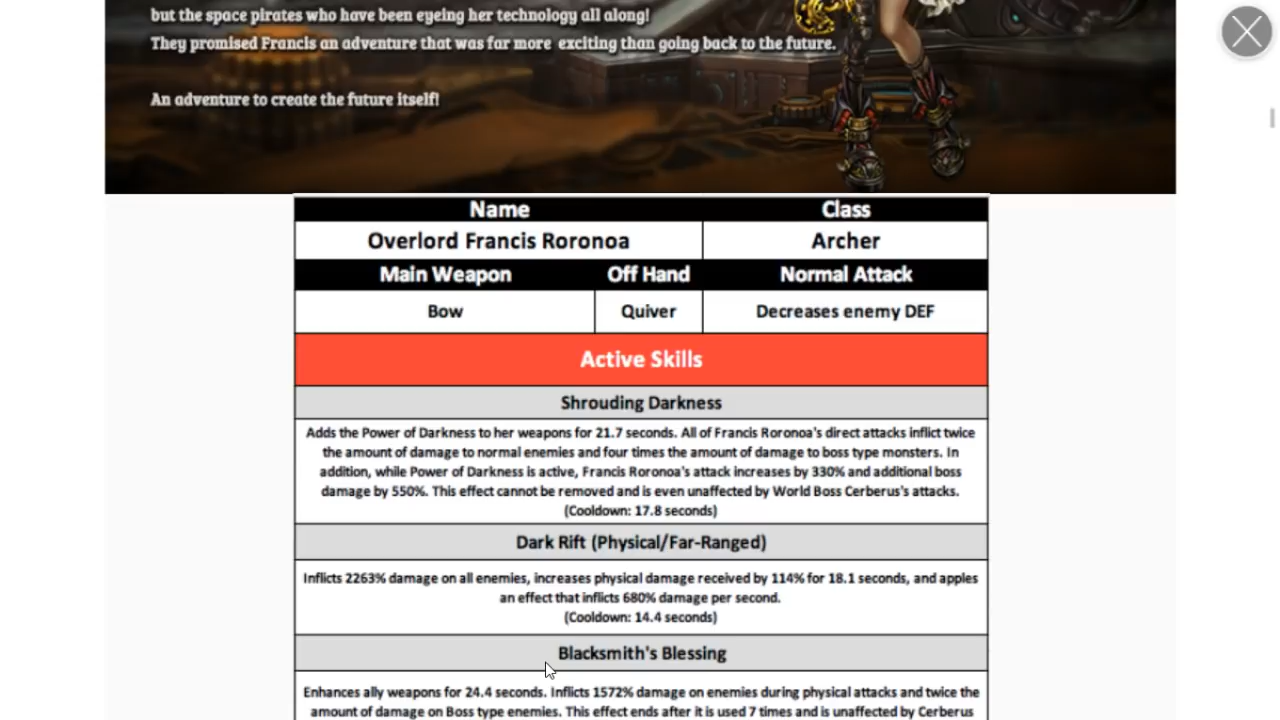 but the space pirates who have been eyeing her technology all along!
They promised Francis an adventure that was far more exciting than going back to the future.
An adventure to create the future itself!
Name Class
Overlord Francis Roronoa Archer
Main Weapon Off Hand Normal Attack
Bow Quiver Decreases enemy DEF
Active Skills
Shrouding Darkness
Adds the Power of Darkness to her weapons for 21.7 seconds. All of Francis Roronoa's direct attacks inflict twice
the amount of damage to normal enemies and four times the amount of damage to boss type monsters. In
addition, while Power of Darkness is active, Francis Roronoa's attack increases by 330% and additional boss
damage by 550%. This effect cannot be removed and is even unaffected by World Boss Cerberus's attacks.
(Cooldown: 17.8 seconds)
Dark Rift (Physical/Far-Ranged)
Inflicts 2263% damage on all enemies, increases physical damage received by 114% for 18.1 seconds, and apples
an effect that inflicts 680% damage per second.
(Cooldown: 14.4 seconds)
Blacksmith's Blessing
Enhances ally weapons for 24.4 seconds. Inflicts 1572% damage on enemies during physical attacks and twice the
amount of damage on Boss type enemies. This effect ends after it is used 7 times and is unaffected by Cerberus